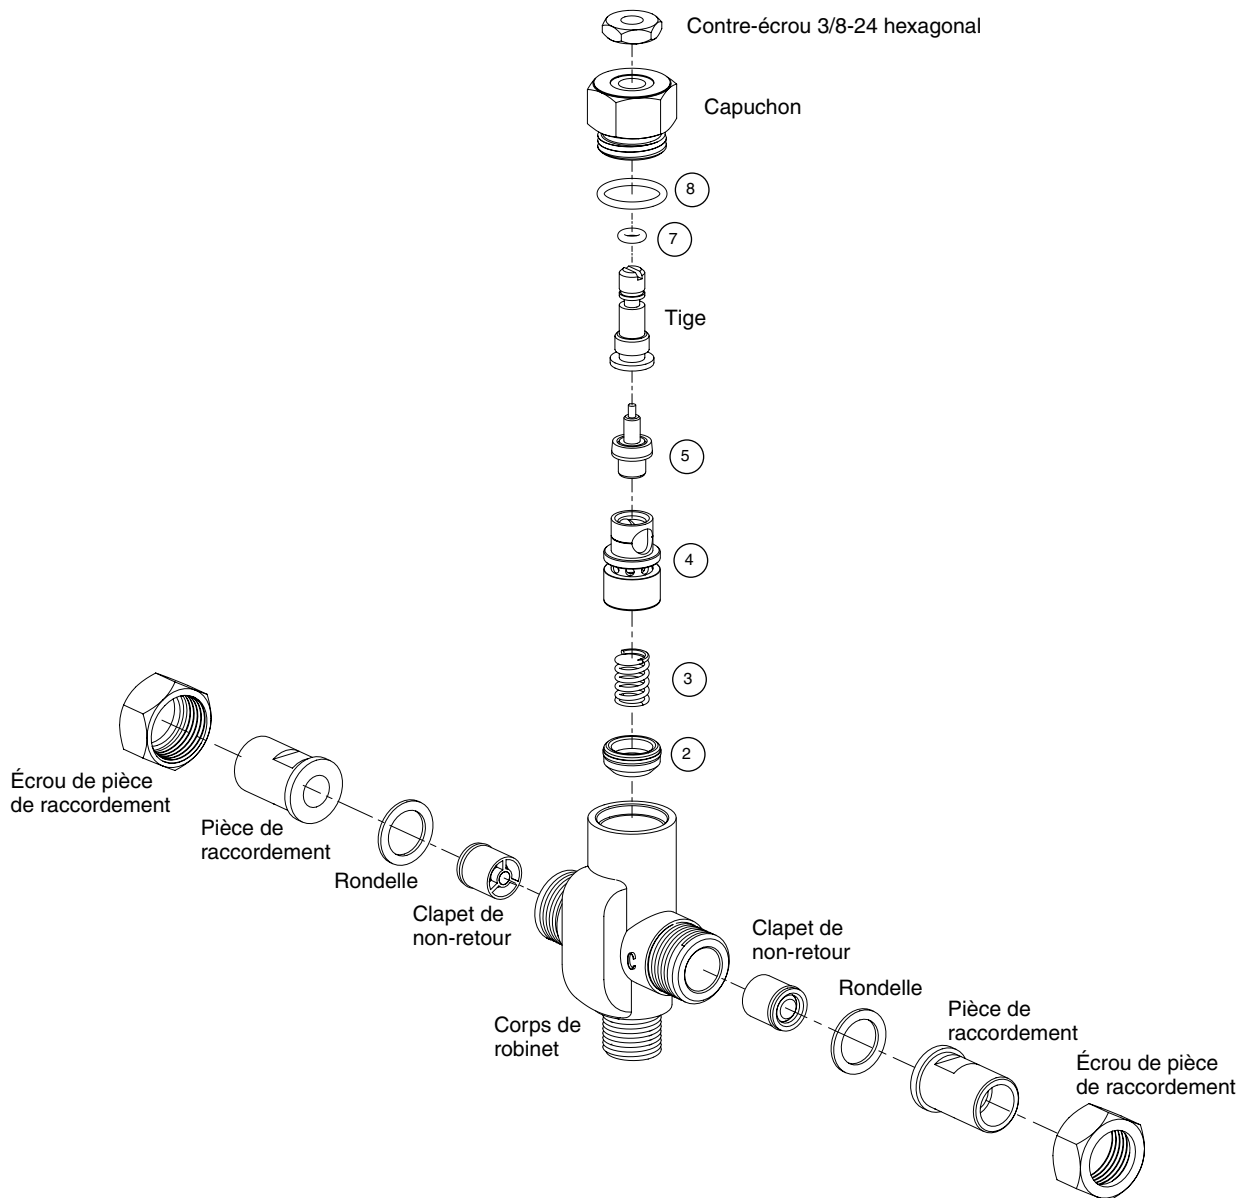 Contre-écrou 3/8-24 hexagonal
Capuchon
8
7
Tige
5
4
3
2
Écrou de pièce
de raccordement
Pièce de
raccordement
Rondelle
Clapet de
non-retour
C
Corps de
robinet
Clapet de
non-retour
Rondelle
Pièce de
raccordement
Écrou de pièce
de raccordement